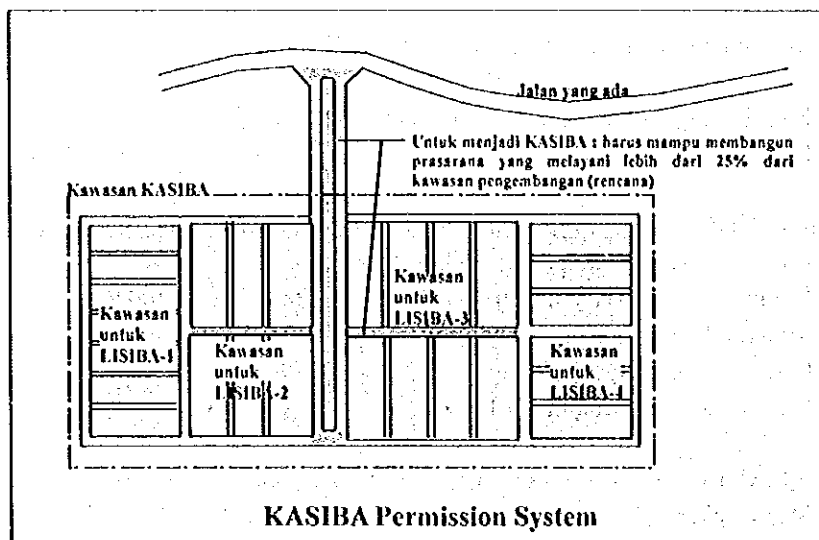 Jalan yang ada
Untuk menjadi KASIBA : harus mampu membangun
prasarana yang melayani lebih dari 25% dari
kawasan pengembangan (rencana)
Kawasan KASIBA
Kawasan
untuk
LISIBA-1
Kawasan
untuk
LISIBA-2
Kawasan
untuk
LISIBA-3
Kawasan
untuk
LISIBA-4
KASIBA Permission System